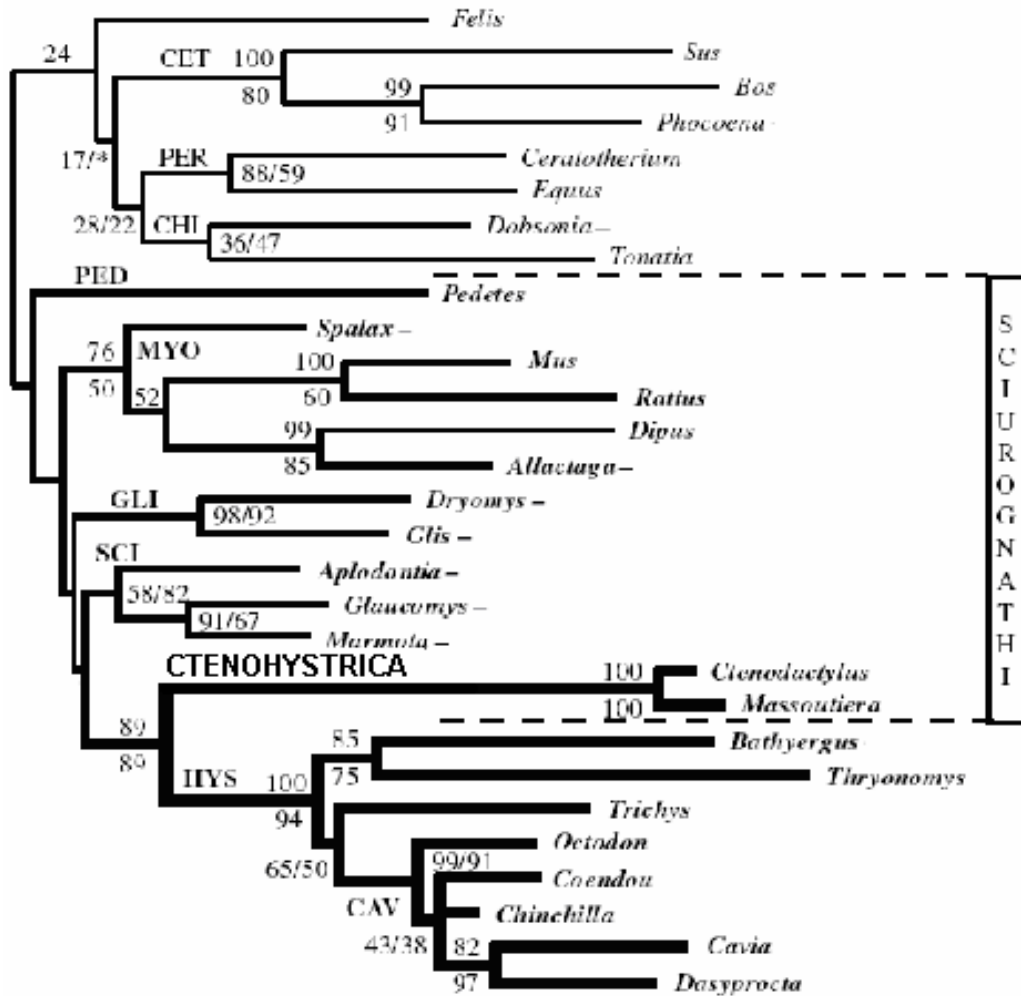 Felis
24
CET 100
Sus
80
99
Bos
91
Phocoena –
17/*
PER
88/59
Ceratotherium
Equus
28/22
CHI
36/47
Dobsonia –
Tonatia
PED
Pedetes
SCIUROGNATHI
Spalax –
76
MYO
50
52
100
Mus
60
Rattus
99
Dipus
85
Allactaga –
GLI
98/92
Dryomys –
Glis –
SCI
Aplodontia –
58/82
Glaucomys –
91/67
Marmota –
CTENOHYSTRICA
100
Ctenodactylus
100
Massoutiera
89
89
85
Bathyergus
HYS
100
75
Thryonomys
94
Trichys
65/50
Octodon
99/91
Coendou
CAV
Chinchilla
43/38
82
Cavia
97
Dasyprocta